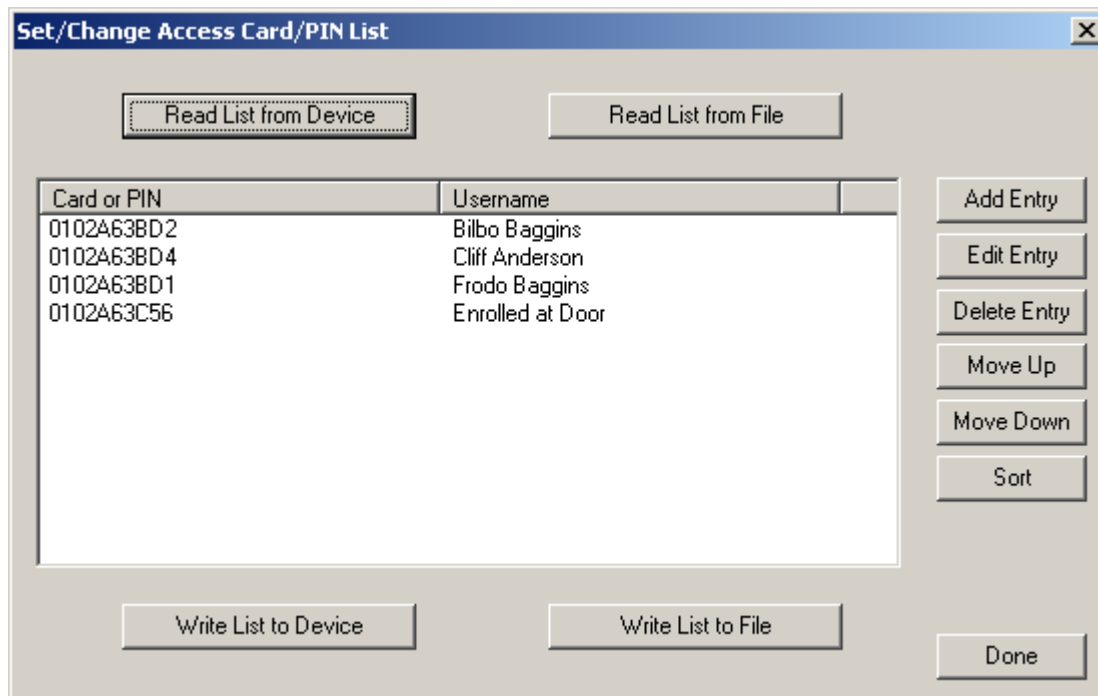 Set/Change Access Card/PIN List
Read List from Device
Read List from File
Card or PIN Username
0102A63BD2 Bilbo Baggins
0102A63BD4 Cliff Anderson
0102A63BD1 Frodo Baggins
0102A63C56 Enrolled at Door
Add Entry
Edit Entry
Delete Entry
Move Up
Move Down
Sort
Write List to Device
Write List to File
Done